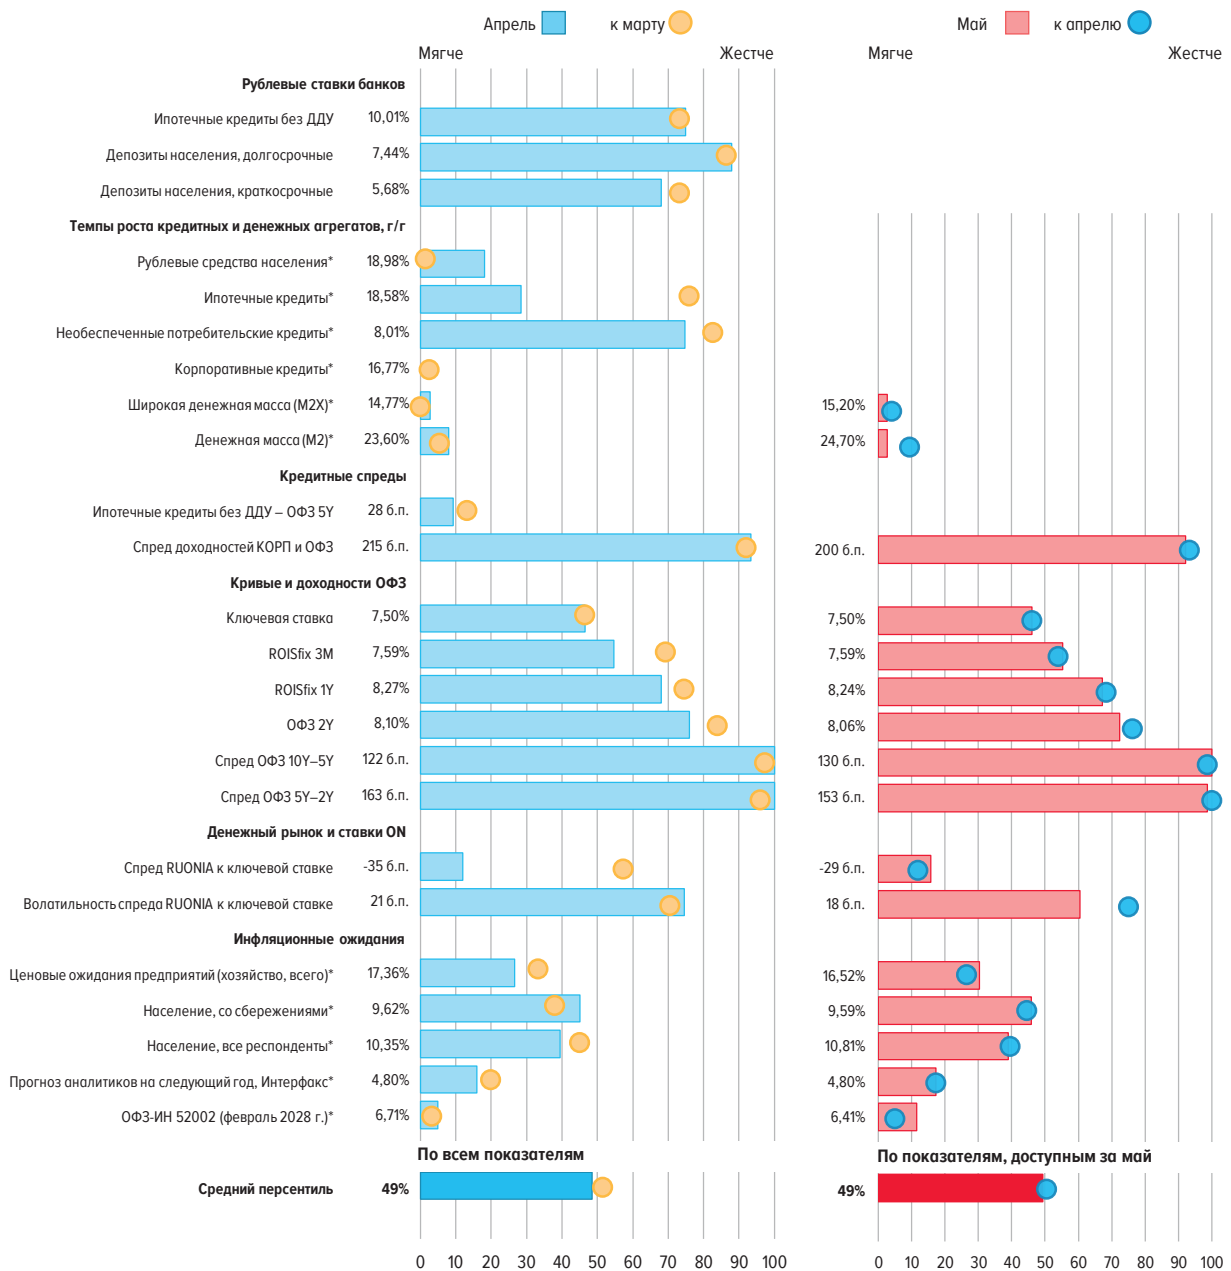 Апрель к марту Май к апрелю
Мягче Жестче Мягче Жестче
Рублевые ставки банков
Ипотечные кредиты без ДДУ 10,01%
Депозиты населения, долгосрочные 7,44%
Депозиты населения, краткосрочные 5,68%
Темпы роста кредитных и денежных агрегатов, г/г
Рублевые средства населения* 18,98%
Ипотечные кредиты* 18,58%
Необеспеченные потребительские кредиты* 8,01%
Корпоративные кредиты* 16,77%
Широкая денежная масса (М2Х)* 14,77% 15,20%
Денежная масса (М2)* 23,60% 24,70%
Кредитные спреды
Ипотечные кредиты без ДДУ – ОФЗ 5Y 28 б.п.
Спред доходностей КОРП и ОФЗ 215 б.п. 200 б.п.
Кривые и доходности ОФЗ
Ключевая ставка 7,50% 7,50%
ROISfix 3M 7,59% 7,59%
ROISfix 1Y 8,27% 8,24%
ОФЗ 2Y 8,10% 8,06%
Спред ОФЗ 10Y–5Y 122 б.п. 130 б.п.
Спред ОФЗ 5Y–2Y 163 б.п. 153 б.п.
Денежный рынок и ставки ON
Спред RUONIA к ключевой ставке -35 б.п. -29 б.п.
Волатильность спреда RUONIA к ключевой ставке 21 б.п. 18 б.п.
Инфляционные ожидания
Ценовые ожидания предприятий (хозяйство, всего)* 17,36% 16,52%
Население, со сбережениями* 9,62% 9,59%
Население, все респонденты* 10,35% 10,81%
Прогноз аналитиков на следующий год, Интерфакс* 4,80% 4,80%
ОФЗ-ИН 52002 (февраль 2028 г.)* 6,71% 6,41%
По всем показателям По показателям, доступным за май
Средний персентиль 49% 49%
0 10 20 30 40 50 60 70 80 90 100 0 10 20 30 40 50 60 70 80 90 100